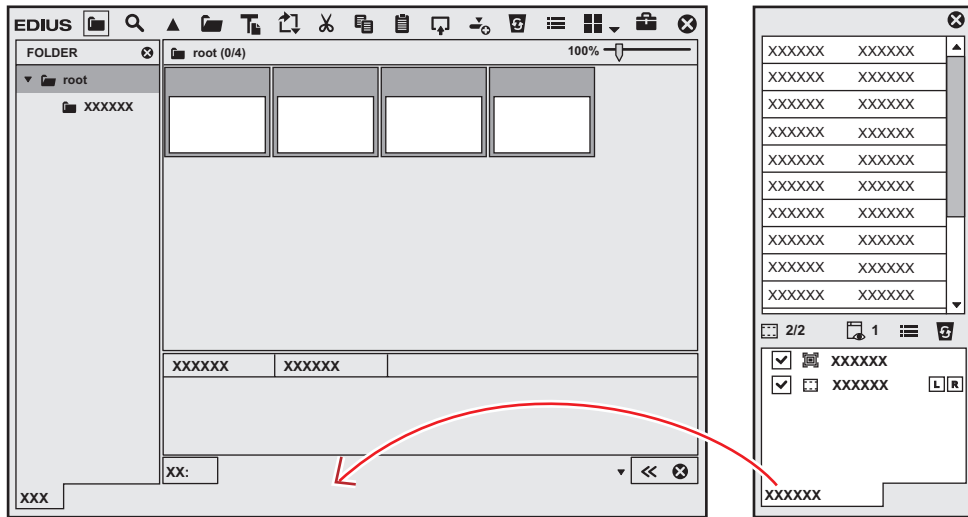 EDIUS
FOLDER
root (0/4)
100%
root
XXXXXX
XXXXXX XXXXXX
XX:
XXX
XXXXXX XXXXXX
XXXXXX XXXXXX
XXXXXX XXXXXX
XXXXXX XXXXXX
XXXXXX XXXXXX
XXXXXX XXXXXX
XXXXXX XXXXXX
XXXXXX XXXXXX
XXXXXX XXXXXX
XXXXXX XXXXXX
2/2 1
XXXXXX
XXXXXX L R
XXXXXX